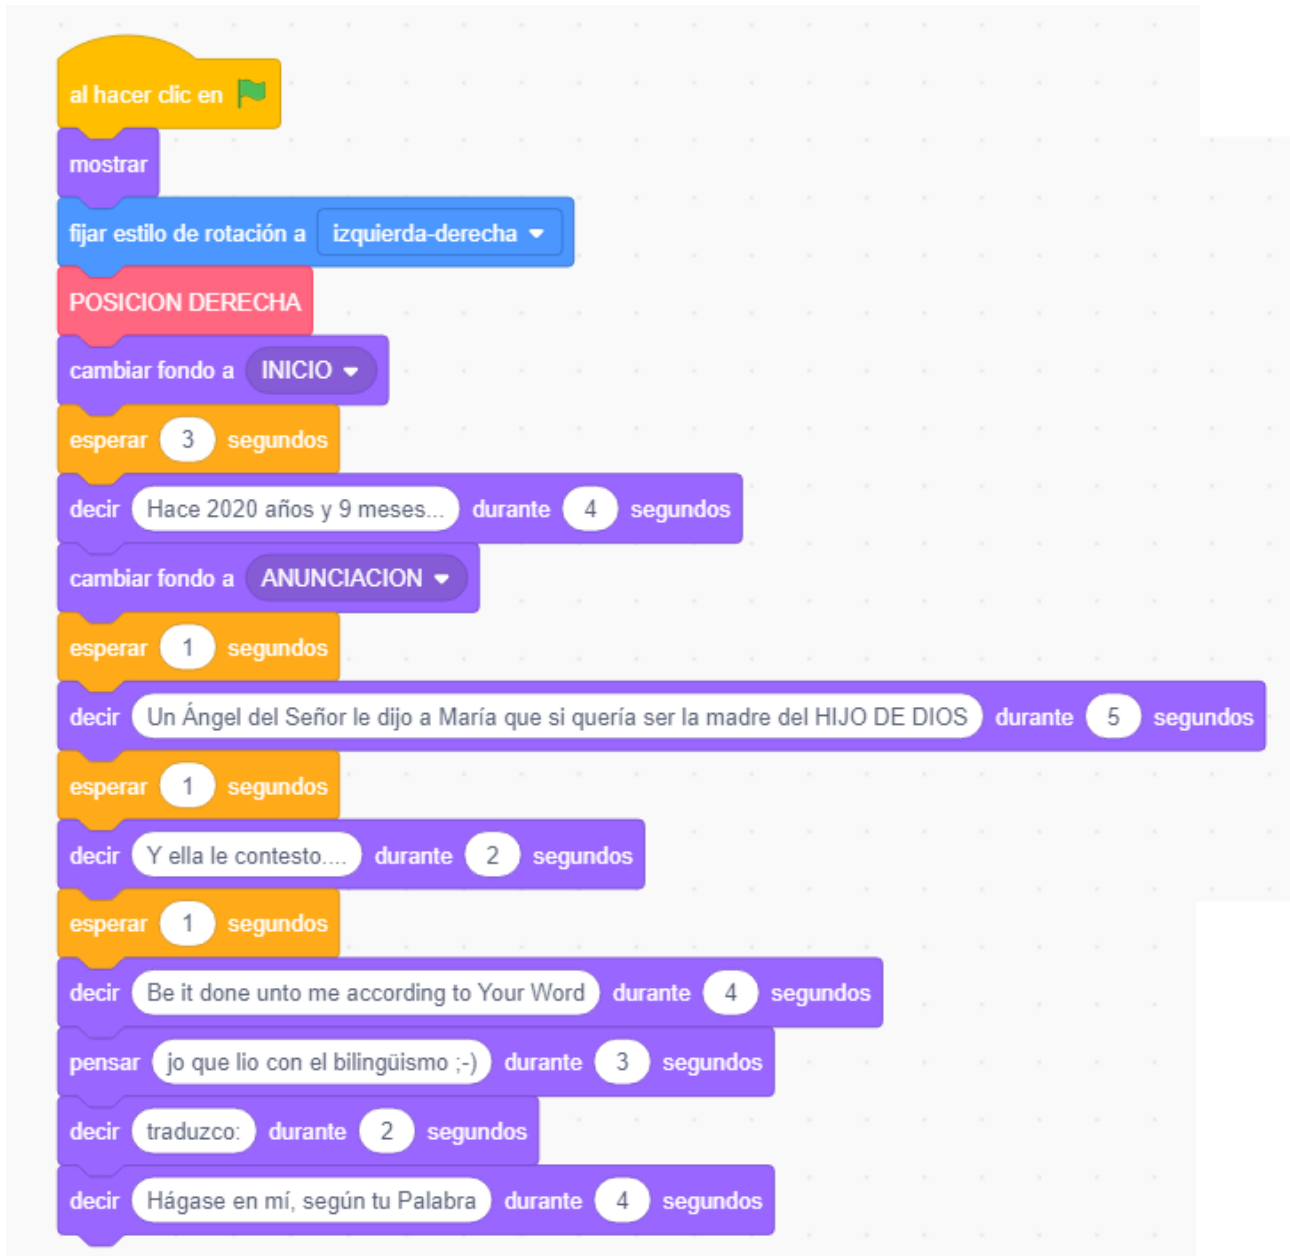 al hacer clic en
mostrar
fijar estilo de rotación a izquierda-derecha
POSICION DERECHA
cambiar fondo a INICIO
esperar 3 segundos
decir Hace 2020 años y 9 meses... durante 4 segundos
cambiar fondo a ANUNCIACION
esperar 1 segundos
decir Un Ángel del Señor le dijo a María que si quería ser la madre del HIJO DE DIOS durante 5 segundos
esperar 1 segundos
decir Y ella le contesto.... durante 2 segundos
esperar 1 segundos
decir Be it done unto me according to Your Word durante 4 segundos
pensar jo que lio con el bilingüismo ;-) durante 3 segundos
decir traduzco: durante 2 segundos
decir Hágase en mí, según tu Palabra durante 4 segundos